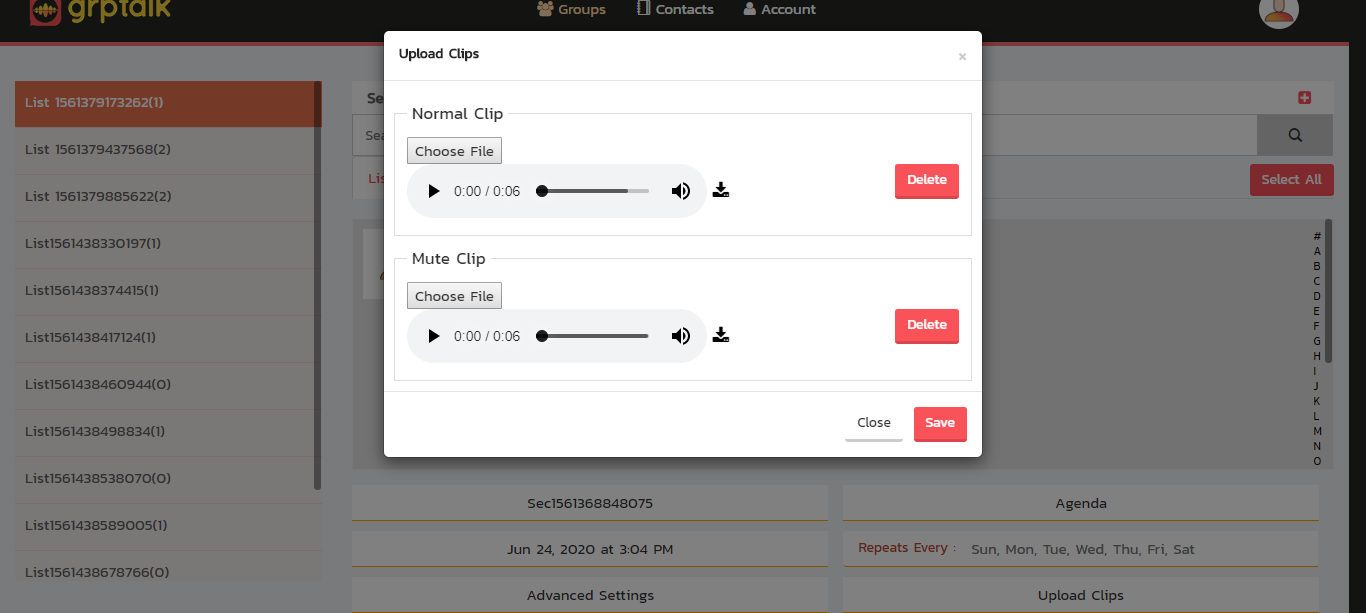 grptalk
Groups
Contacts
Account
Upload Clips
×
List 1561379173262(1)
List 1561379437568(2)
List 1561379885622(2)
List1561438330197(1)
List1561438374415(1)
List1561438417124(1)
List1561438460944(0)
List1561438498834(1)
List1561438538070(0)
List1561438589005(1)
List1561438678766(0)
Normal Clip
Choose File
0:00 / 0:06
Delete
Mute Clip
Choose File
0:00 / 0:06
Delete
Close
Save
Select All
#
A
B
C
D
E
F
G
H
I
J
K
L
M
N
O
Sec1561368848075
Agenda
Jun 24, 2020 at 3:04 PM
Repeats Every : Sun, Mon, Tue, Wed, Thu, Fri, Sat
Advanced Settings
Upload Clips